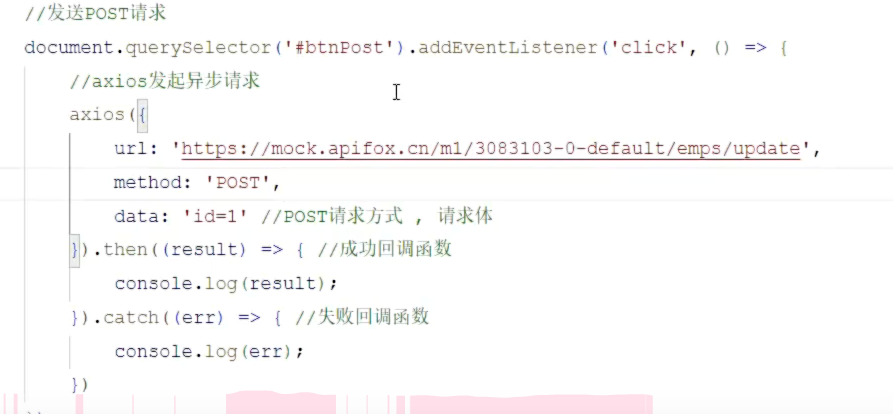 //发送POST请求
document.querySelector('#btnPost').addEventListener('click', () => {
//axios发起异步请求
axios({
url: 'https://mock.apifox.cn/m1/3083103-0-default/emps/update',
method: 'POST',
data: 'id=1' //POST请求方式 , 请求体
}).then((result) => { //成功回调函数
console.log(result);
}).catch((err) => { //失败回调函数
console.log(err);
})